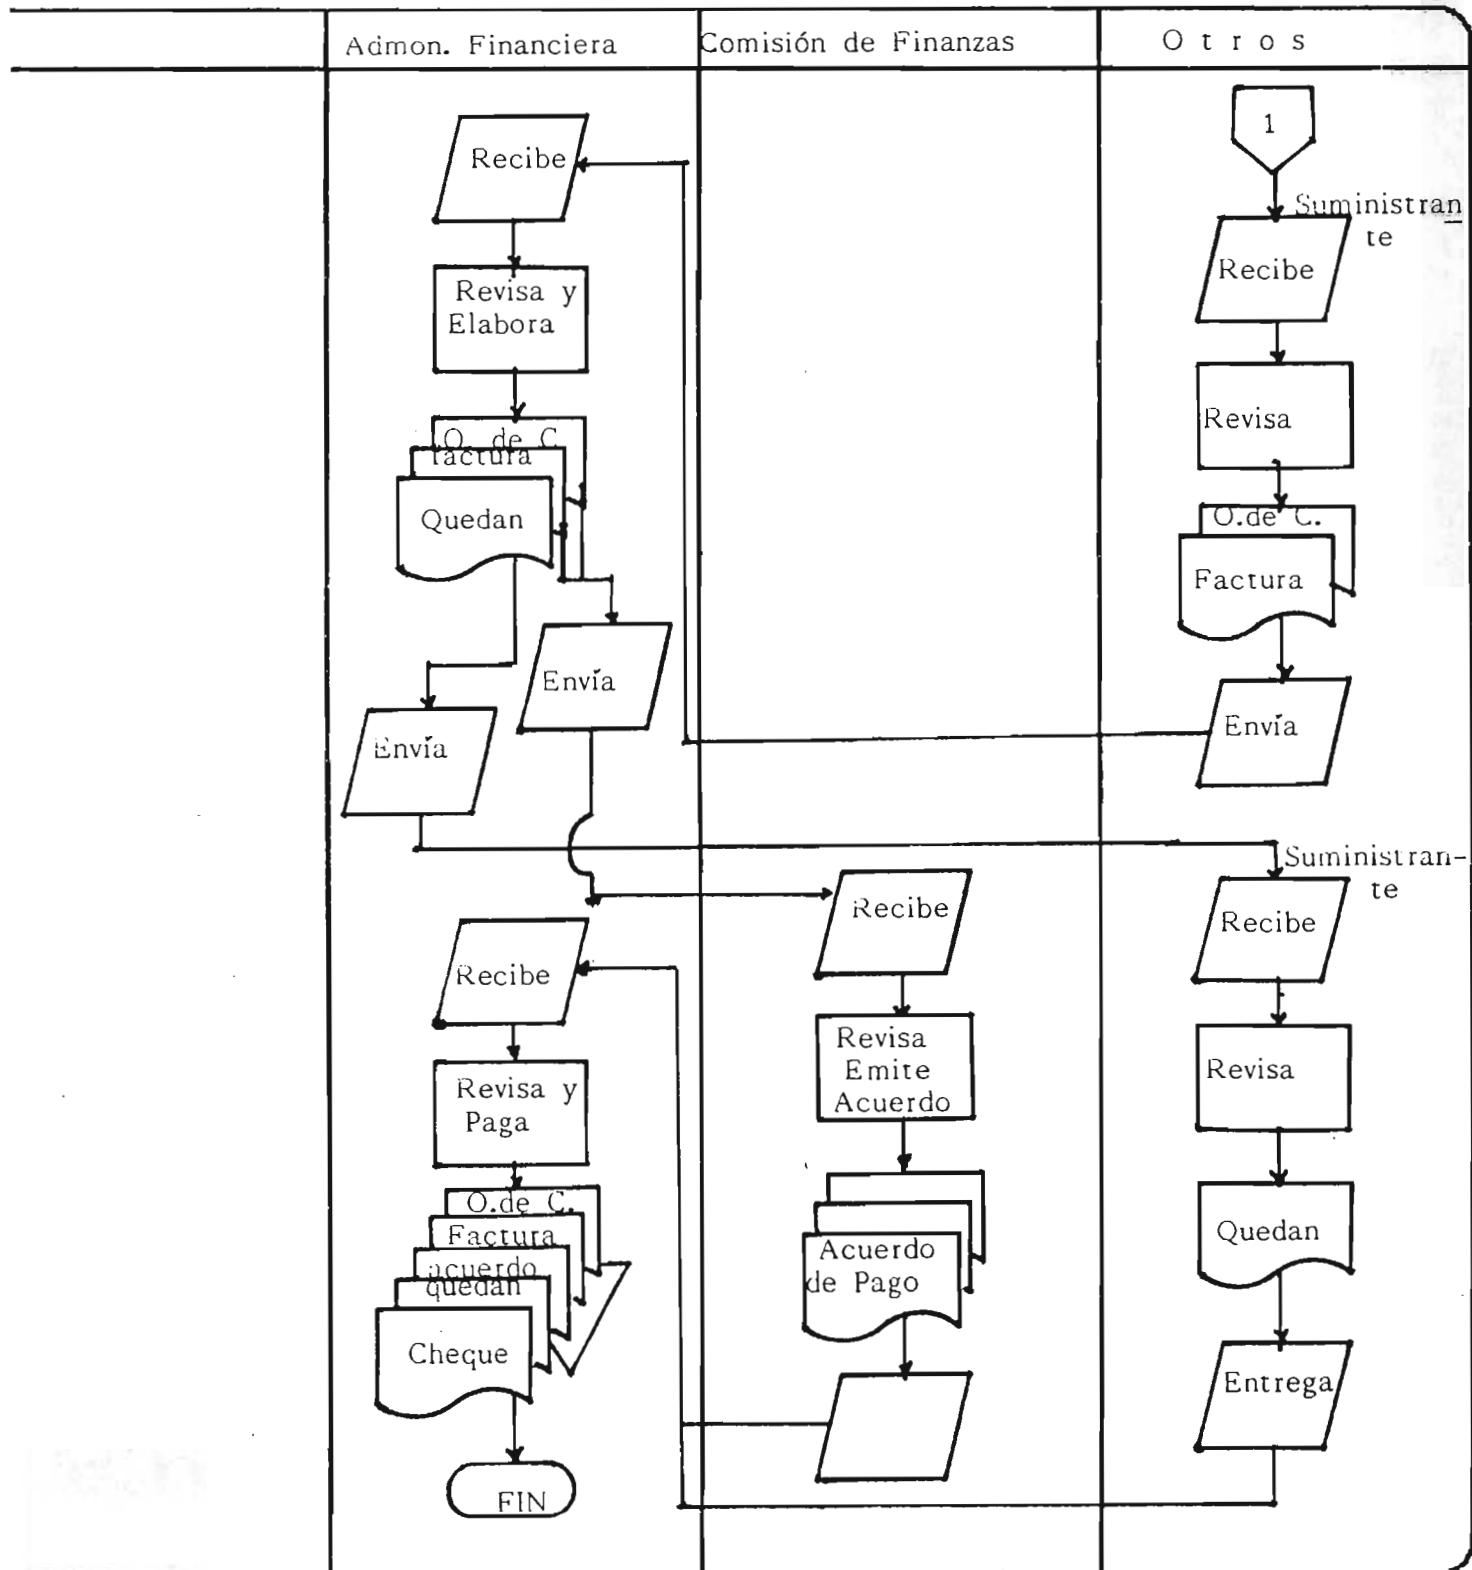 Admon. Financiera
Comisión de Finanzas
Otros
Recibe
Revisa y
Elabora
O. de C.
factura
Quedan
Envía
Envía
Recibe
Revisa y
Paga
O.de C.
Factura
acuerdo
quedan
Cheque
FIN
Recibe
Revisa
Emite
Acuerdo
Acuerdo
de Pago
1
Suministran
te
Recibe
Revisa
O.de C.
Factura
Envía
Suministran-
te
Recibe
Revisa
Quedan
Entrega